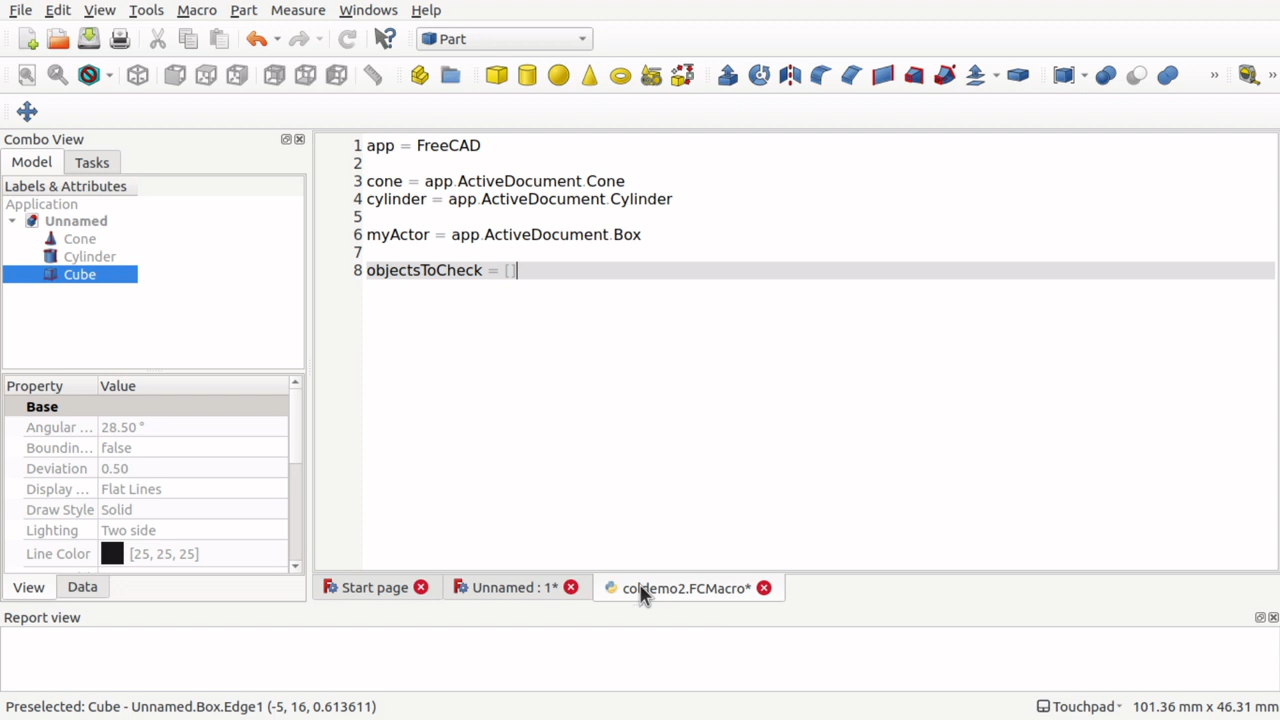 File Edit View Tools Macro Part Measure Windows Help
Part
Combo View
Model Tasks
Labels & Attributes
Application
Unnamed
Cone
Cylinder
Cube
Property Value
Base
Angular ... 28.50 °
Boundin... false
Deviation 0.50
Display ... Flat Lines
Draw Style Solid
Lighting Two side
Line Color [25, 25, 25]
View Data
1 app = FreeCAD
2
3 cone = app.ActiveDocument.Cone
4 cylinder = app.ActiveDocument.Cylinder
5
6 myActor = app.ActiveDocument.Box
7
8 objectsToCheck = []
Start page Unnamed : 1*
Report view
Preselected: Cube - Unnamed.Box.Edge1 (-5, 16, 0.613611) Touchpad 101.36 mm x 46.31 mm